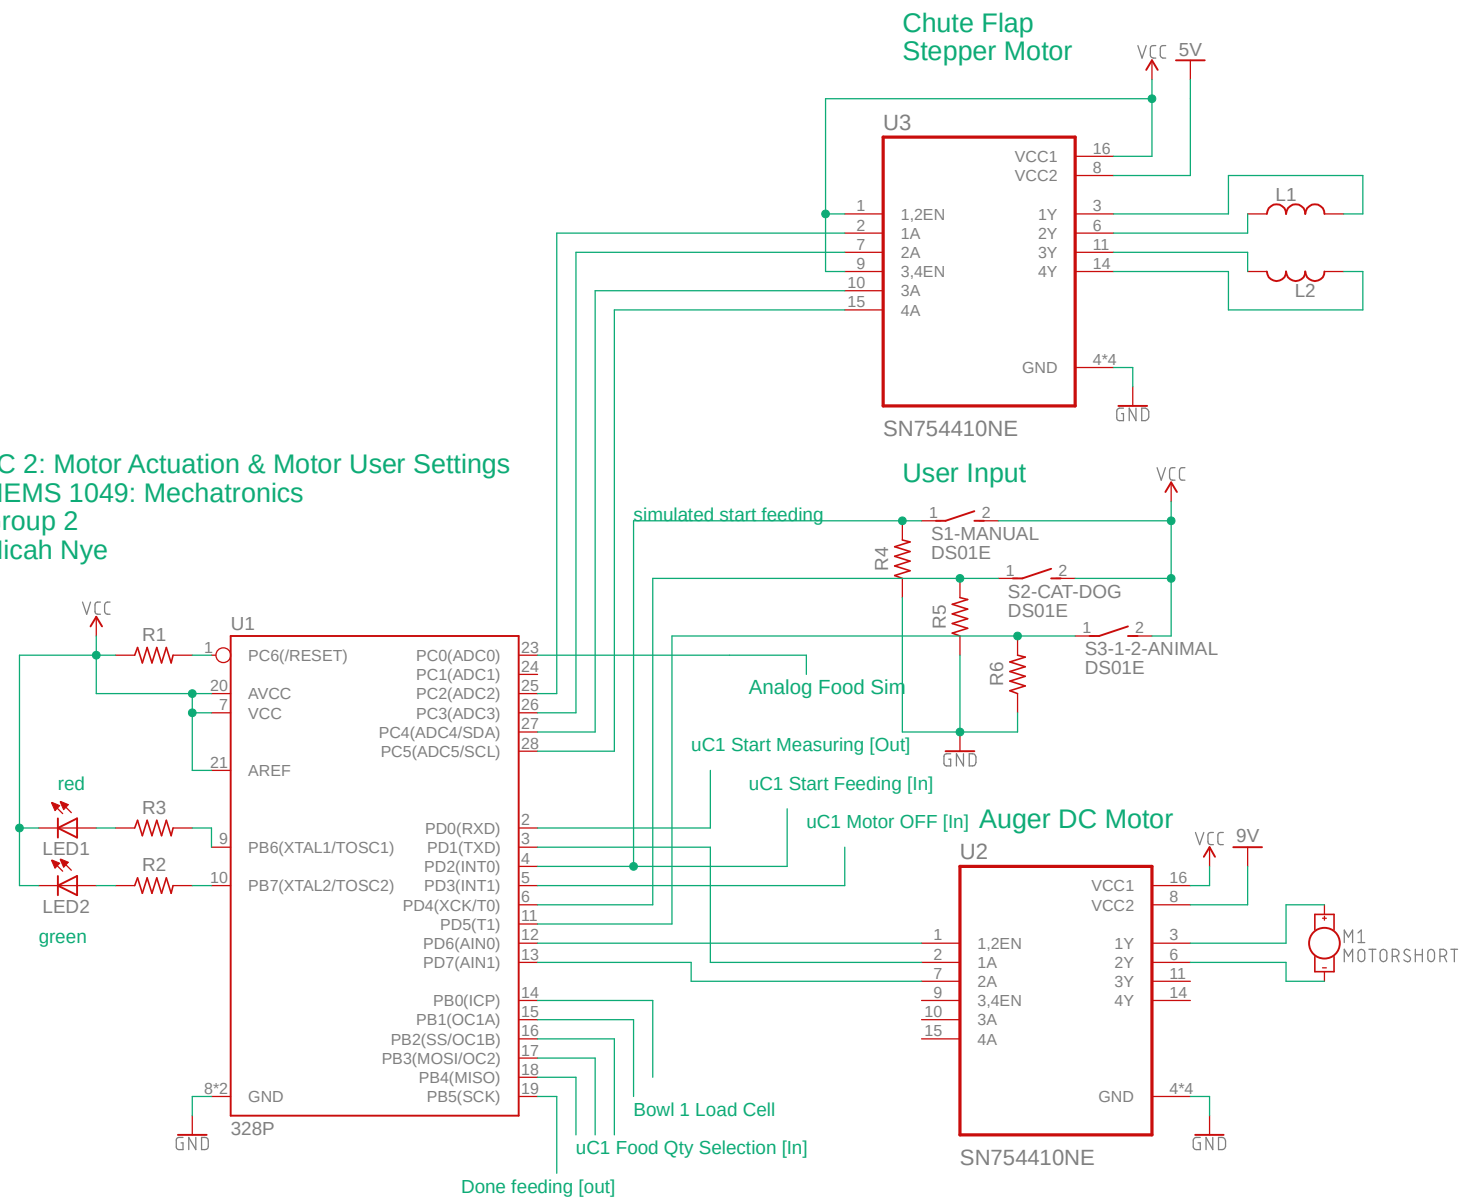 Chute Flap
Stepper Motor
VCC 5V
U3
VCC1 16
VCC2 8
1 1,2EN 1Y 3
2 1A 2Y 6
7 2A 3Y 11
9 3,4EN 4Y 14
10 3A
15 4A
L1
L2
GND 4*4
GND
SN754410NE
C 2: Motor Actuation & Motor User Settings
IEMS 1049: Mechatronics
roup 2
licah Nye
User Input
VCC
simulated start feeding
1 2
S1-MANUAL
DS01E
R4
1 2
S2-CAT-DOG
DS01E
R5
1 2
S3-1-2-ANIMAL
DS01E
R6
GND
VCC
R1
U1
1 PC6(/RESET) PC0(ADC0) 23
PC1(ADC1) 24
20 AVCC PC2(ADC2) 25
7 VCC PC3(ADC3) 26
PC4(ADC4/SDA) 27
PC5(ADC5/SCL) 28
21 AREF
Analog Food Sim
uC1 Start Measuring [Out]
uC1 Start Feeding [In]
uC1 Motor OFF [In]
red
LED1
R3
R2
LED2
green
PD0(RXD) 2
9 PB6(XTAL1/TOSC1) PD1(TXD) 3
PD2(INT0) 4
10 PB7(XTAL2/TOSC2) PD3(INT1) 5
PD4(XCK/T0) 6
PD5(T1) 11
PD6(AIN0) 12
PD7(AIN1) 13
PB0(ICP) 14
PB1(OC1A) 15
PB2(SS/OC1B) 16
PB3(MOSI/OC2) 17
PB4(MISO) 18
8*2 GND PB5(SCK) 19
GND
328P
Bowl 1 Load Cell
uC1 Food Qty Selection [In]
Done feeding [out]
Auger DC Motor
VCC 9V
U2
VCC1 16
VCC2 8
1 1,2EN 1Y 3
2 1A 2Y 6
7 2A 3Y 11
9 3,4EN 4Y 14
10 3A
15 4A
+
-
M1
MOTORSHORT
GND 4*4
GND
SN754410NE